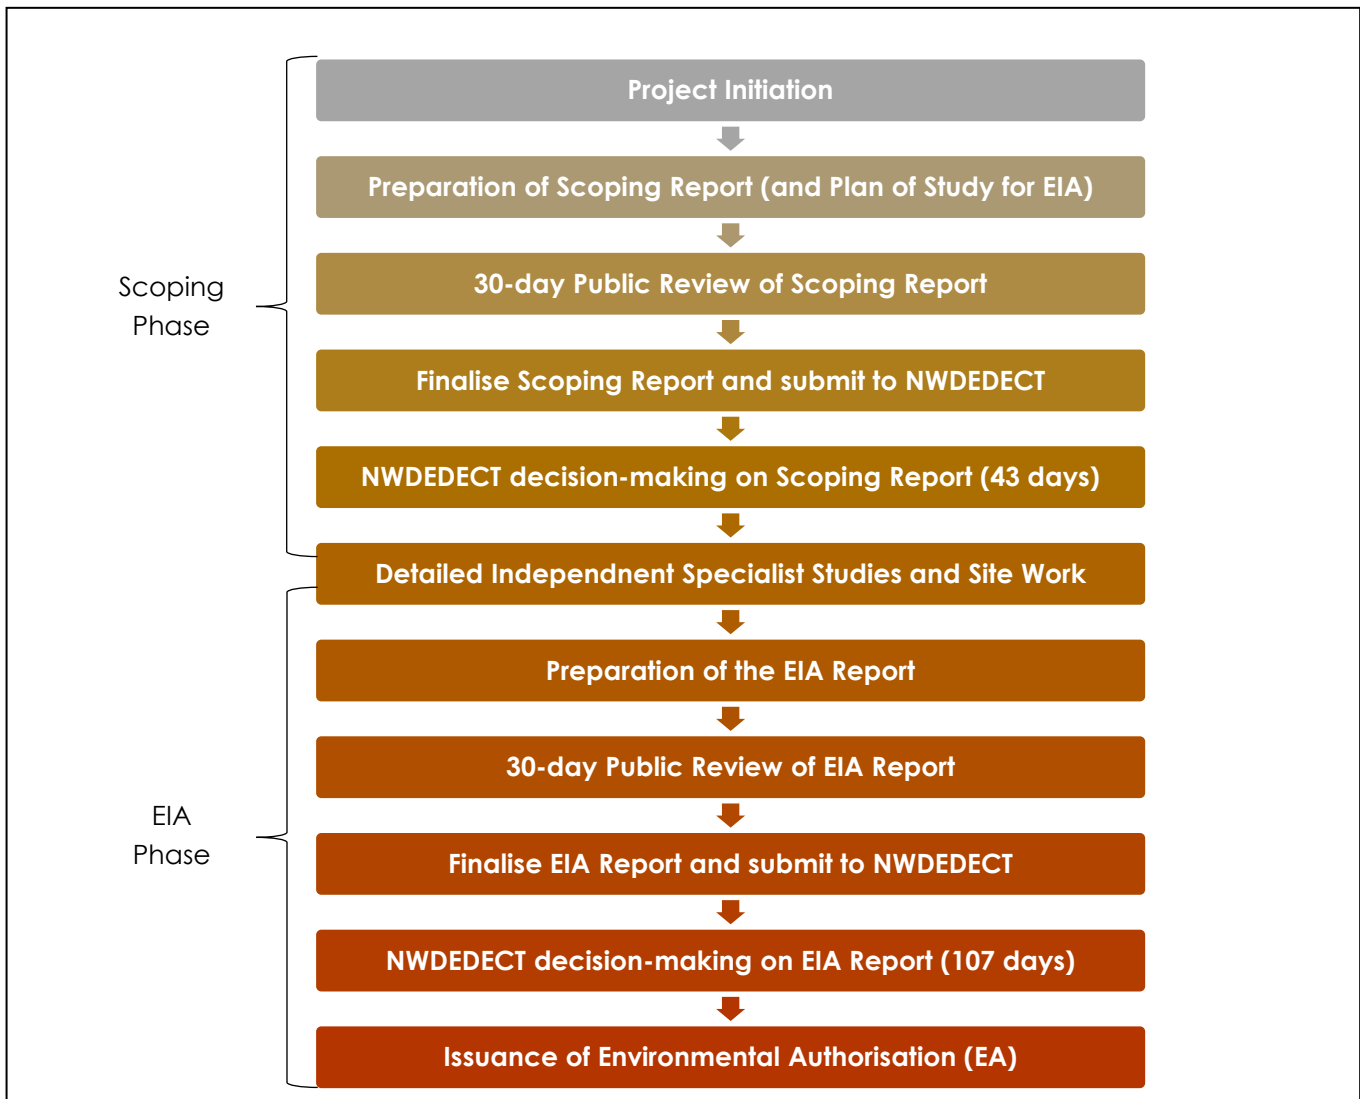 Project Initiation
Preparation of Scoping Report (and Plan of Study for EIA)
30-day Public Review of Scoping Report
Scoping
Phase
Finalise Scoping Report and submit to NWDEDECT
NWDEDECT decision-making on Scoping Report (43 days)
Detailed Independnent Specialist Studies and Site Work
Preparation of the EIA Report
30-day Public Review of EIA Report
EIA
Phase
Finalise EIA Report and submit to NWDEDECT
NWDEDECT decision-making on EIA Report (107 days)
Issuance of Environmental Authorisation (EA)